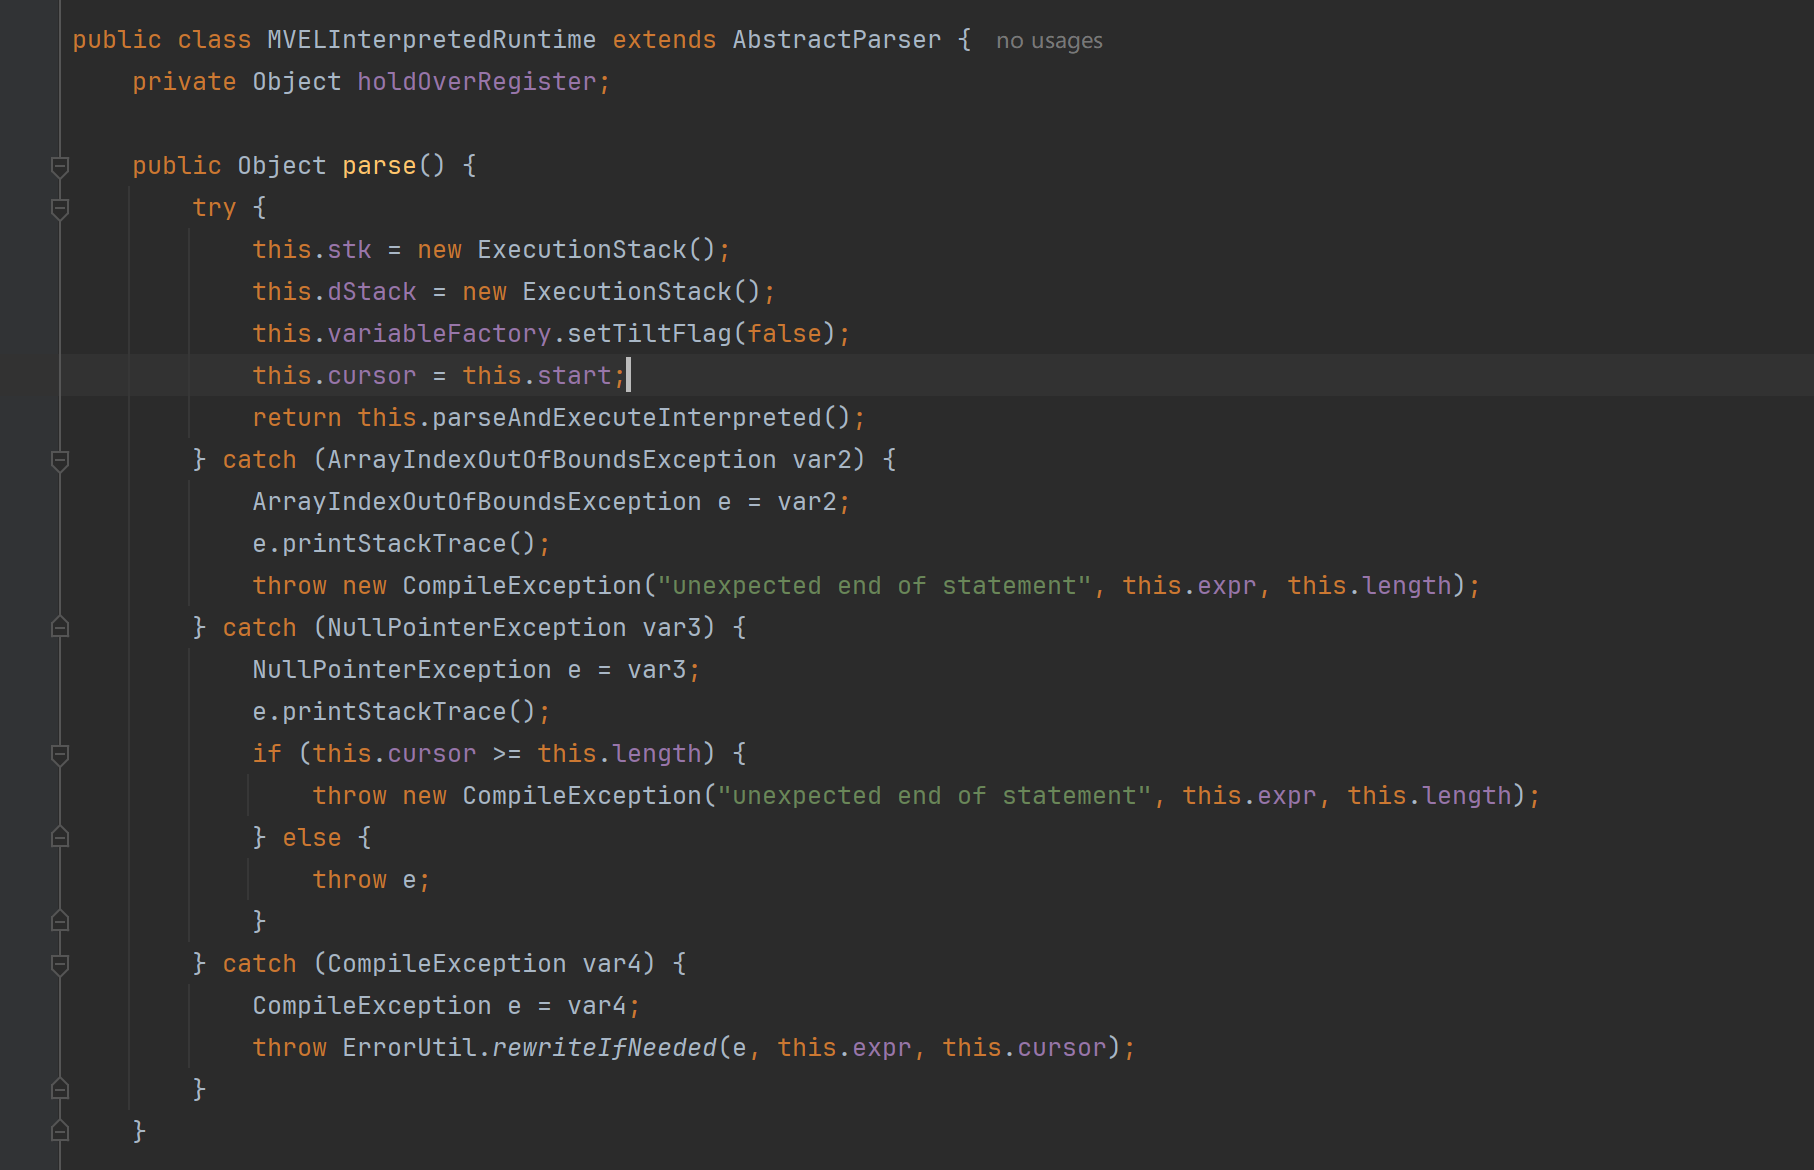 public class MVELInterpretedRuntime extends AbstractParser {  no usages
    private Object holdOverRegister;

    public Object parse() {
        try {
            this.stk = new ExecutionStack();
            this.dStack = new ExecutionStack();
            this.variableFactory.setTiltFlag(false);
            this.cursor = this.start;
            return this.parseAndExecuteInterpreted();
        } catch (ArrayIndexOutOfBoundsException var2) {
            ArrayIndexOutOfBoundsException e = var2;
            e.printStackTrace();
            throw new CompileException("unexpected end of statement", this.expr, this.length);
        } catch (NullPointerException var3) {
            NullPointerException e = var3;
            e.printStackTrace();
            if (this.cursor >= this.length) {
                throw new CompileException("unexpected end of statement", this.expr, this.length);
            } else {
                throw e;
            }
        } catch (CompileException var4) {
            CompileException e = var4;
            throw ErrorUtil.rewriteIfNeeded(e, this.expr, this.cursor);
        }
    }